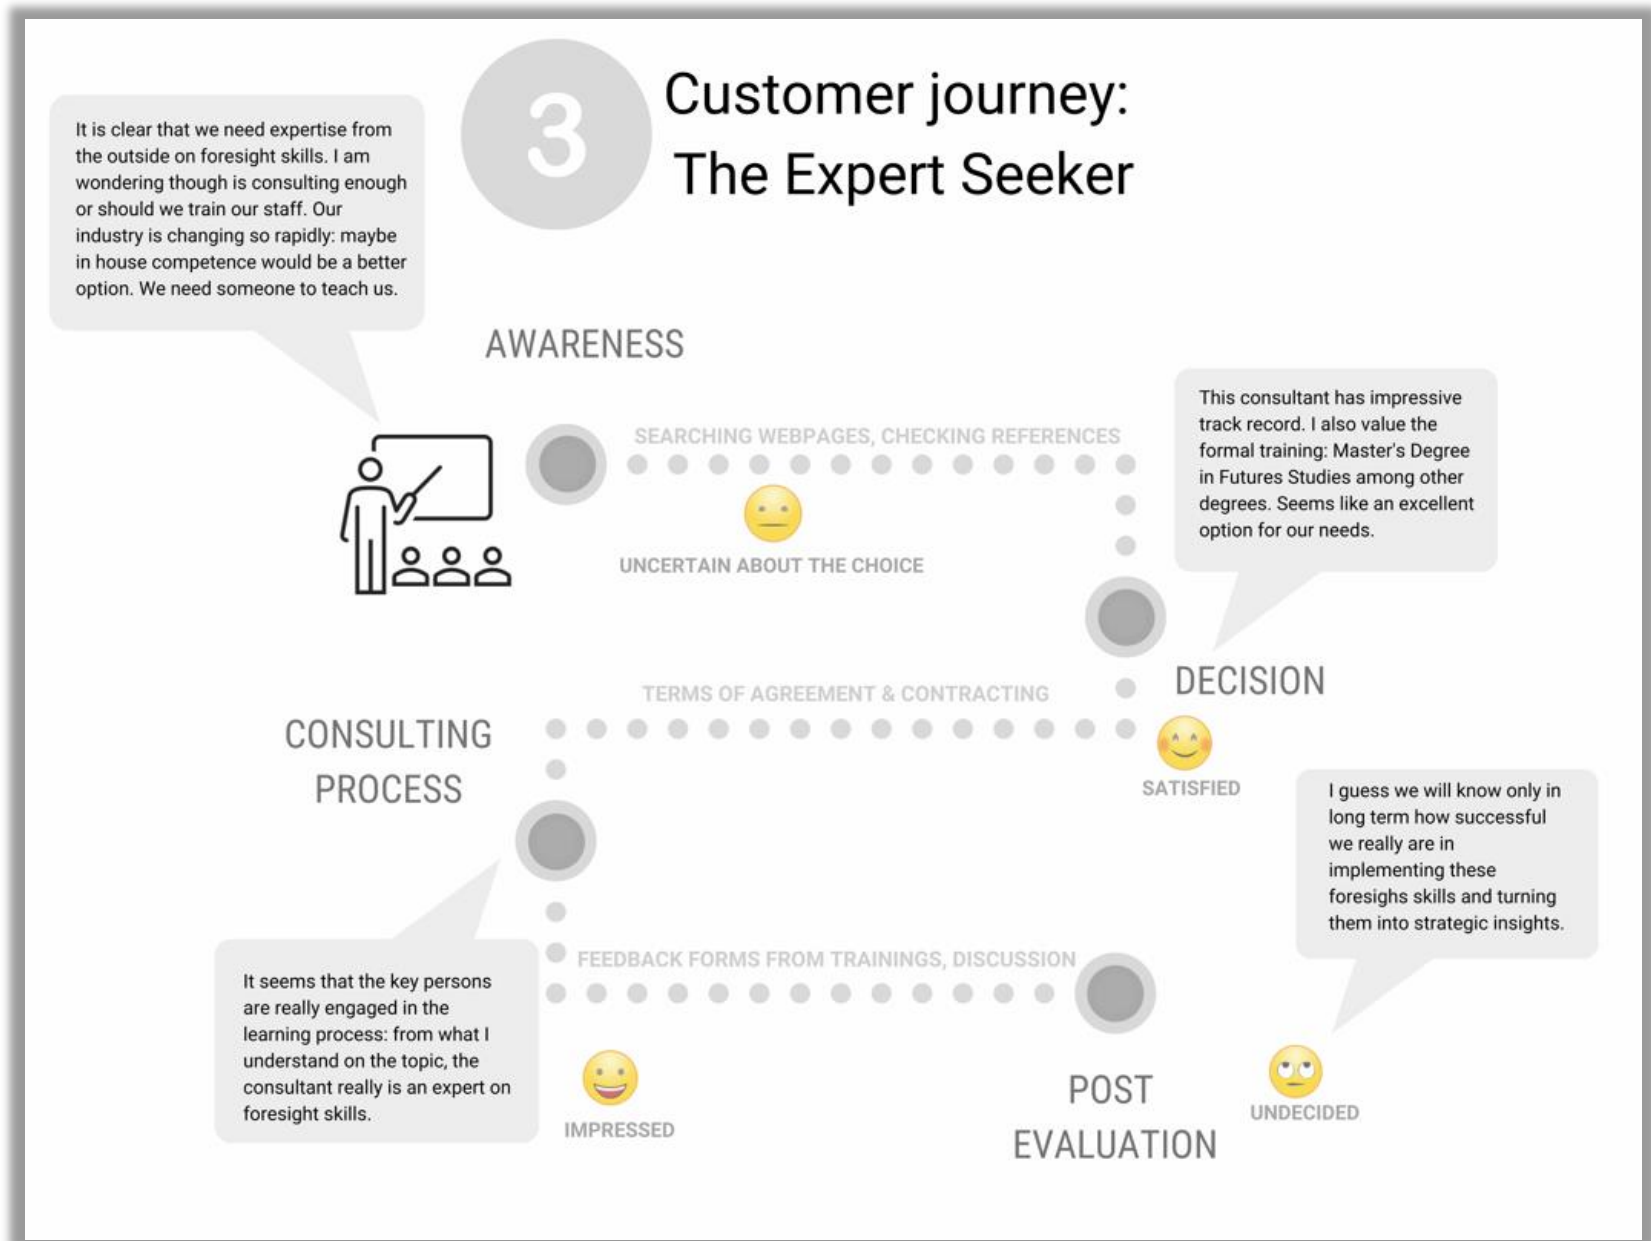 3
Customer journey:
The Expert Seeker
It is clear that we need expertise from
the outside on foresight skills. I am
wondering though is consulting enough
or should we train our staff. Our
industry is changing so rapidly: maybe
in house competence would be a better
option. We need someone to teach us.
AWARENESS
SEARCHING WEBPAGES, CHECKING REFERENCES
UNCERTAIN ABOUT THE CHOICE
This consultant has impressive
track record. I also value the
formal training: Master's Degree
in Futures Studies among other
degrees. Seems like an excellent
option for our needs.
DECISION
SATISFIED
TERMS OF AGREEMENT & CONTRACTING
CONSULTING
PROCESS
It seems that the key persons
are really engaged in the
learning process: from what I
understand on the topic, the
consultant really is an expert on
foresight skills.
IMPRESSED
FEEDBACK FORMS FROM TRAININGS, DISCUSSION
POST
EVALUATION
I guess we will know only in
long term how successful
we really are in
implementing these
foresighs skills and turning
them into strategic insights.
UNDECIDED